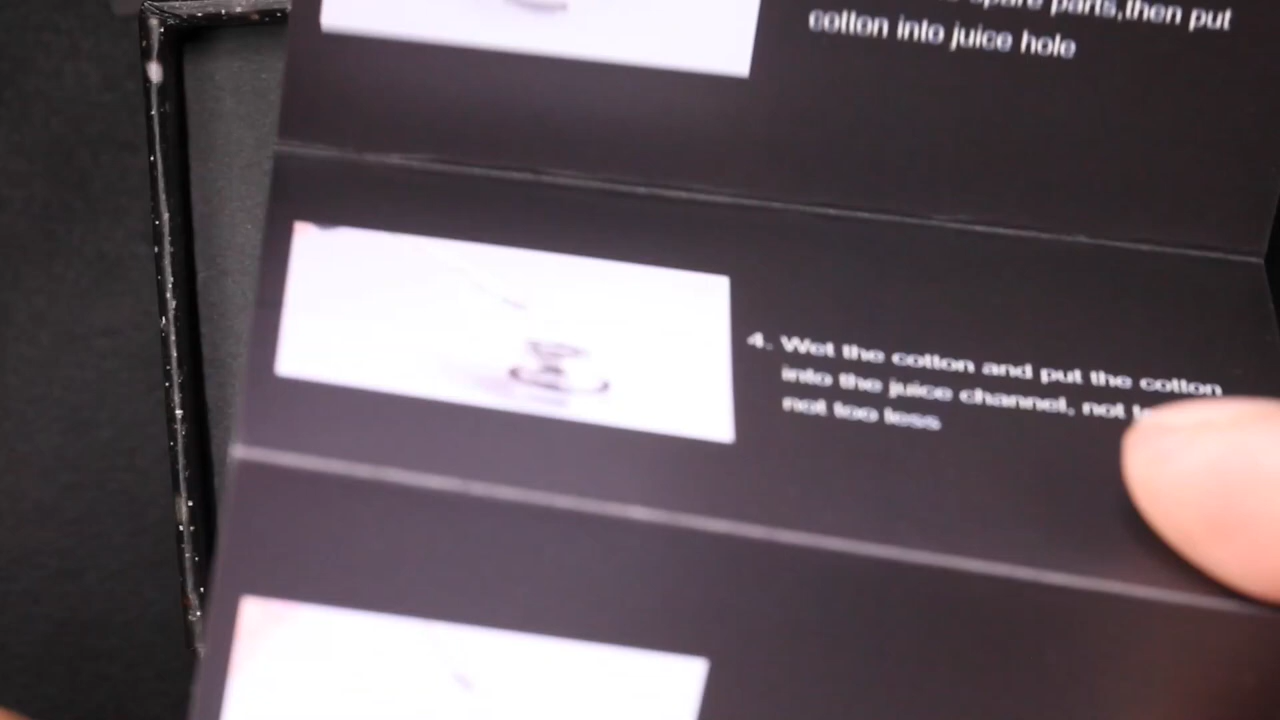 spare parts,then put
cotton into juice hole
4. Wet the cotton and put the cotton
into the juice channel, not
not too less